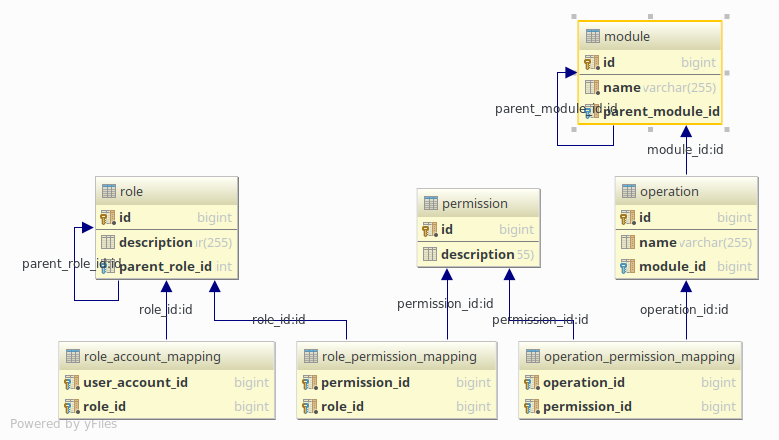 module
id bigint
name varchar(255)
parent_module_id:id
parent_module_id
module_id:id
role
id bigint
description r(255)
parent_role_id:id
parent_role_id int
permission
id bigint
description 55)
operation
id bigint
name varchar(255)
module_id bigint
role_id:id
role_id:id
permission_id:id
permission_id:id
operation_id:id
role_account_mapping
user_account_id bigint
role_id bigint
role_permission_mapping
permission_id bigint
role_id bigint
operation_permission_mapping
operation_id bigint
permission_id bigint
Powered by yFiles